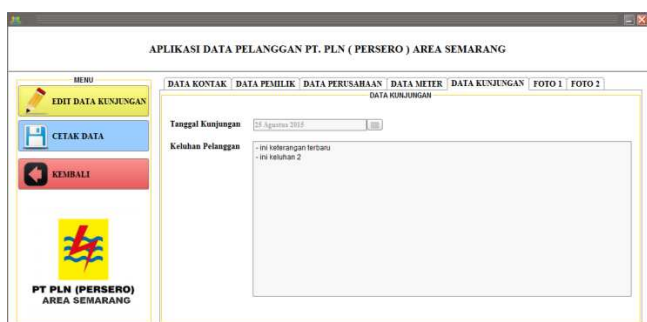 APLIKASI DATA PELANGGAN PT. PLN ( PERSERO ) AREA SEMARANG
MENU
EDIT DATA KUNJUNGAN
CETAK DATA
KEMBALI
PT PLN (PERSERO)
AREA SEMARANG
DATA KONTAK DATA PEMILIK DATA PERUSAHAAN DATA METER DATA KUNJUNGAN FOTO 1 FOTO 2
DATA KUNJUNGAN
Tanggal Kunjungan 25 Agustus 2015
Keluhan Pelanggan - ini keterangan terbaru
- ini keluhan 2